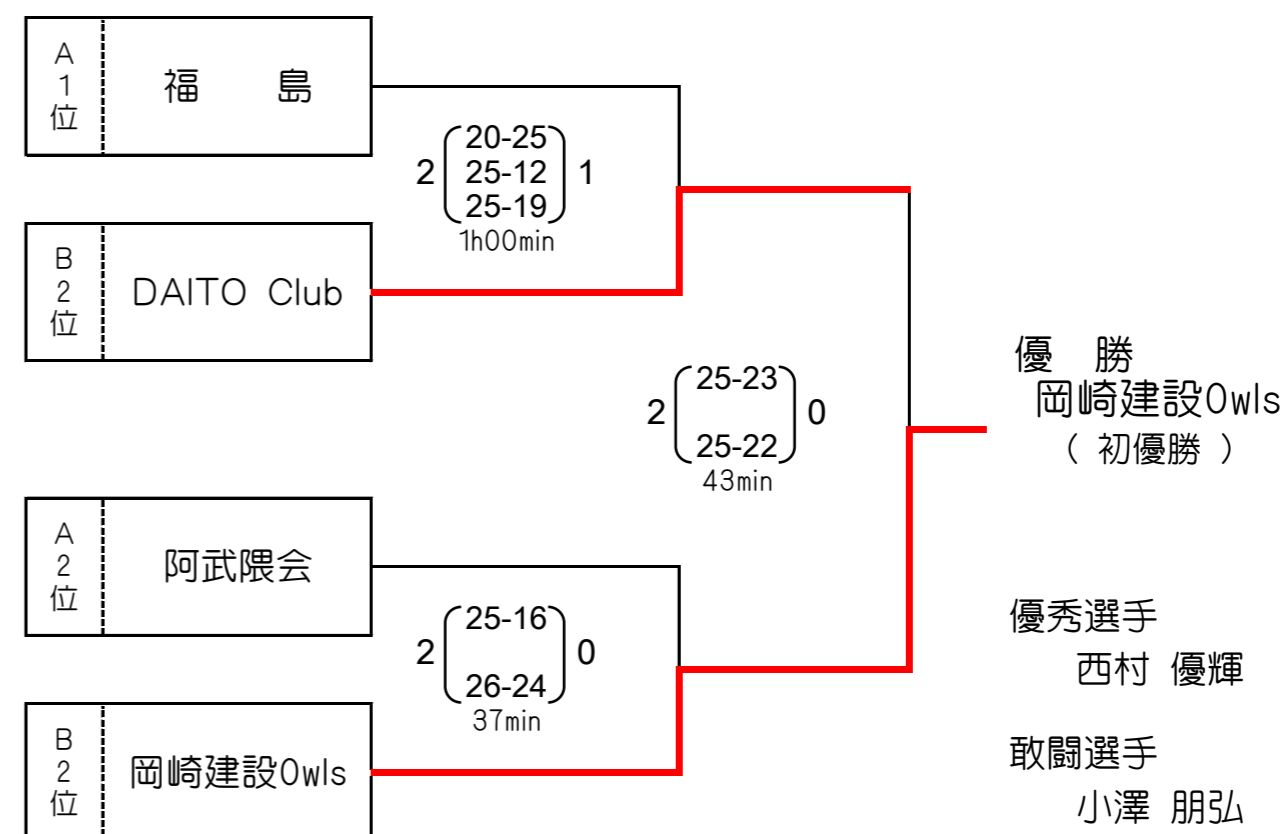 A1位
福 島
2
20-25
25-12
25-19
1
1h00min
B2位
DAITO Club
2
25-23
25-22
0
43min
優 勝
岡崎建設Owls
( 初優勝 )
A2位
阿武隈会
2
25-16
26-24
0
37min
B2位
岡崎建設Owls
優秀選手
西村 優輝
敢闘選手
小澤 朋弘